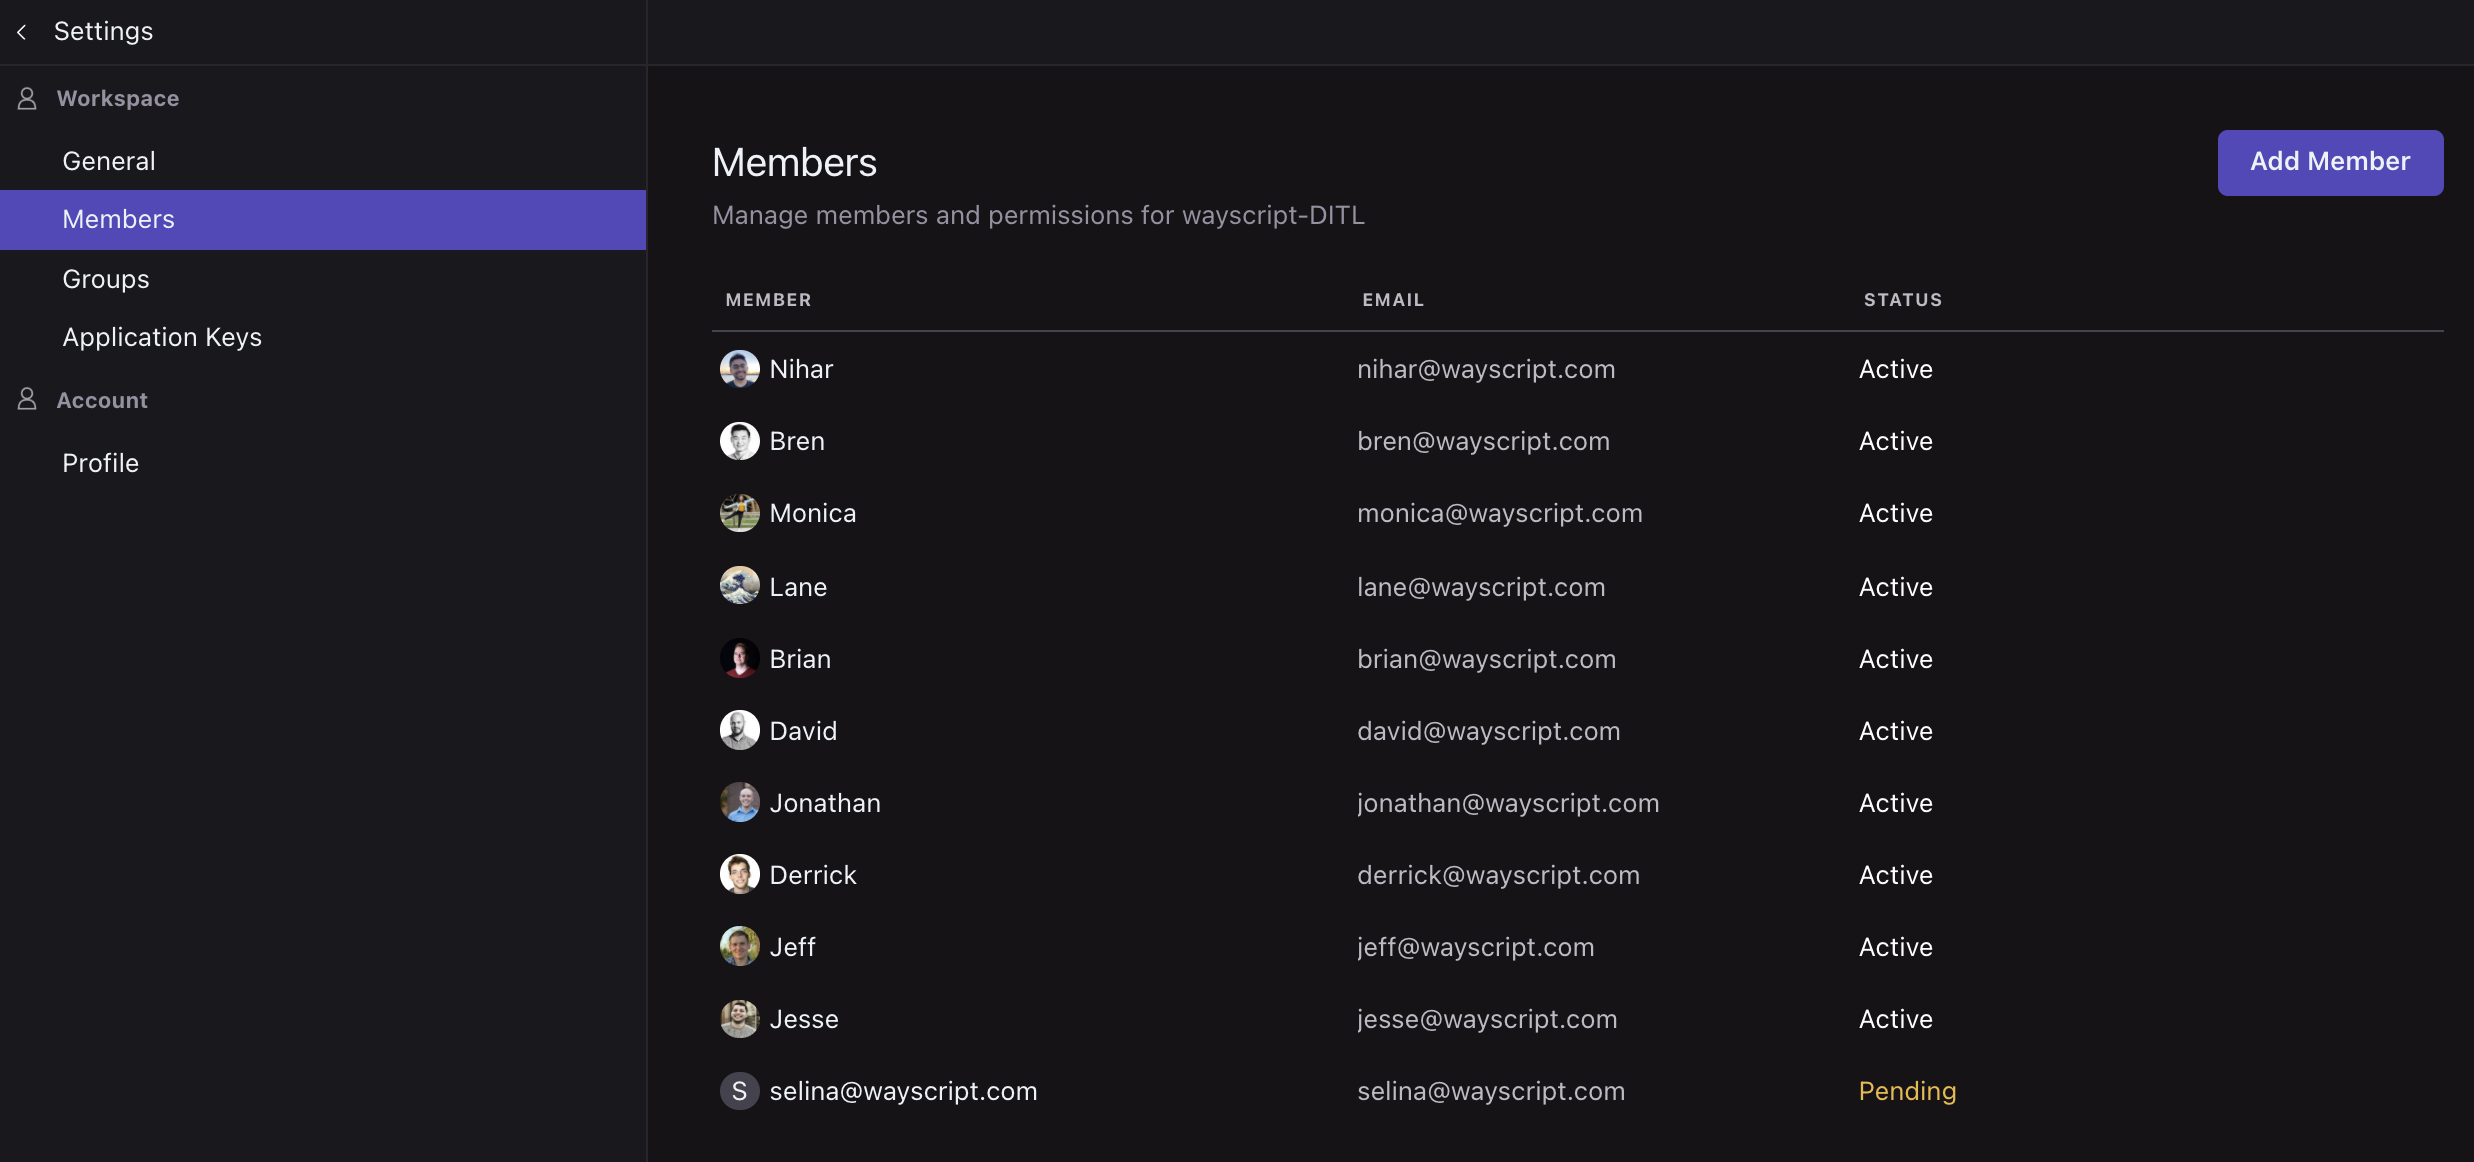 Settings
Workspace
General
Members
Groups
Application Keys
Account
Profile
Members
Add Member
Manage members and permissions for wayscript-DITL
MEMBER EMAIL STATUS
Nihar nihar@wayscript.com Active
Bren bren@wayscript.com Active
Monica monica@wayscript.com Active
Lane lane@wayscript.com Active
Brian brian@wayscript.com Active
David david@wayscript.com Active
Jonathan jonathan@wayscript.com Active
Derrick derrick@wayscript.com Active
Jeff jeff@wayscript.com Active
Jesse jesse@wayscript.com Active
S selina@wayscript.com selina@wayscript.com Pending